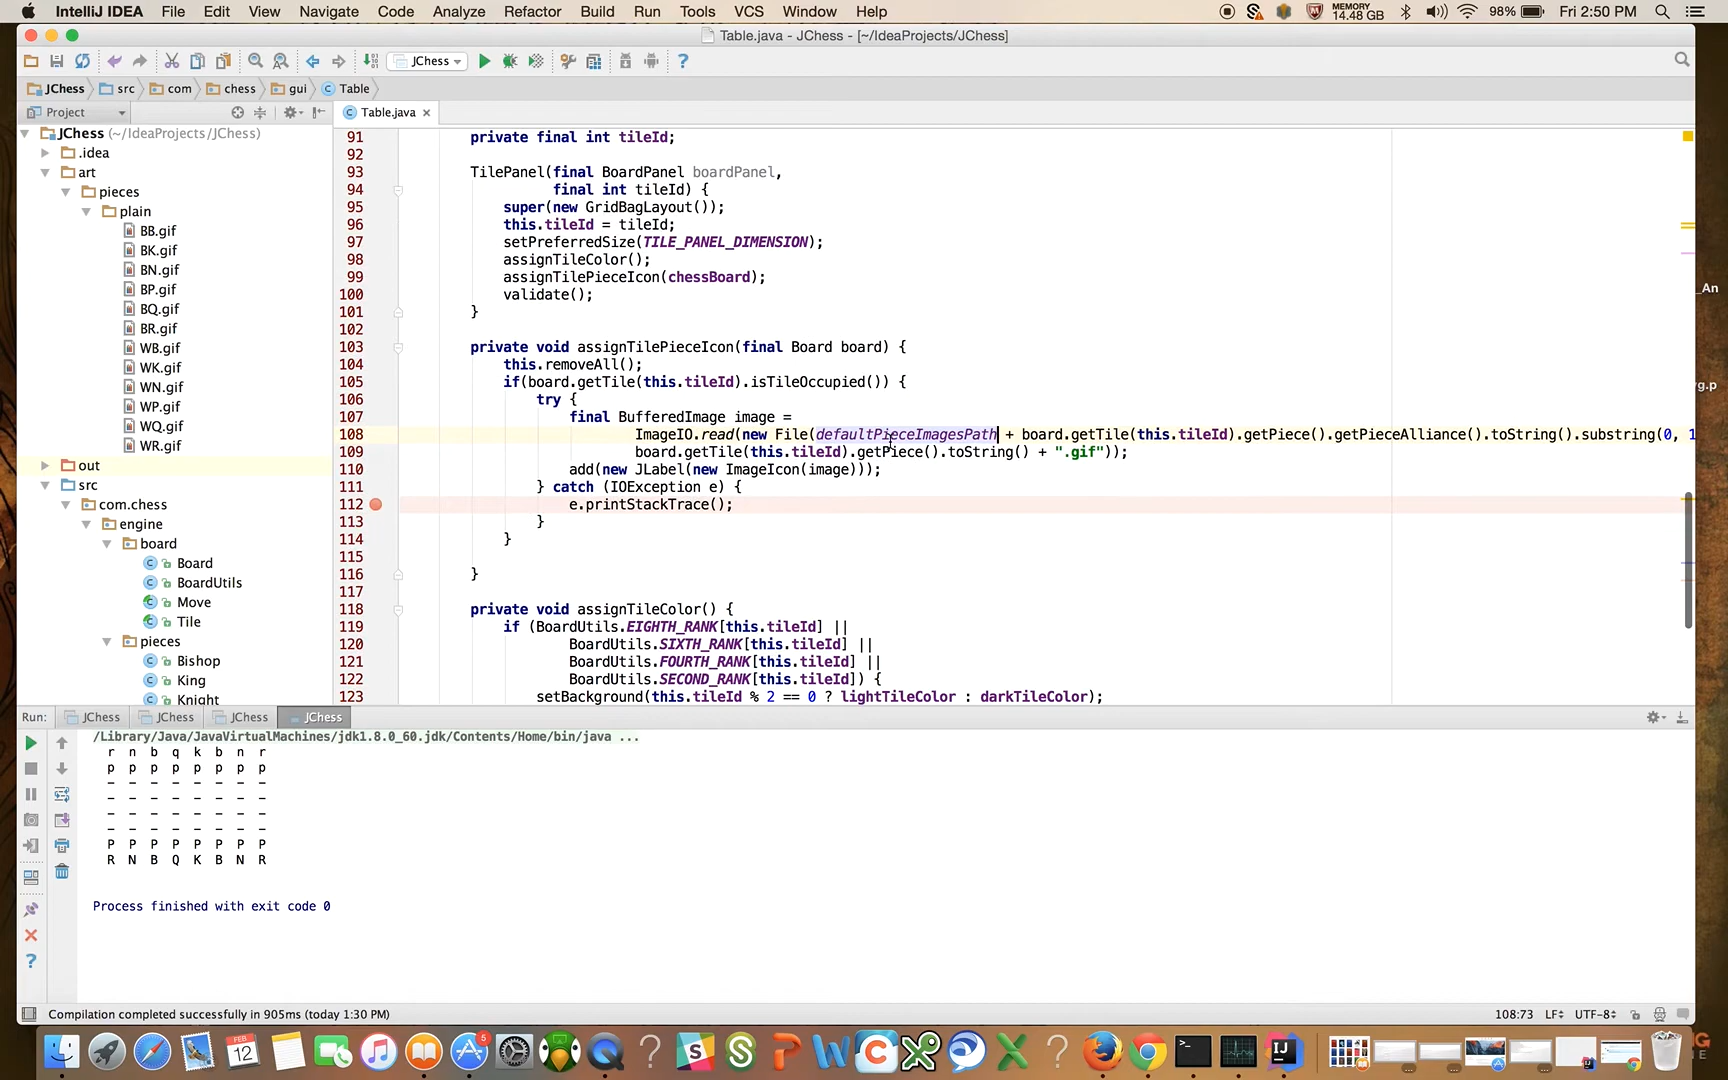 IntelliJ IDEA File Edit View Navigate Code Analyze Refactor Build Run Tools VCS Window Help MEMORY 14.48 GB 98% Fri 2:50 PM
Table.java - JChess - [~/IdeaProjects/JChess]
JChess
JChess src com chess gui Table
Project Table.java
JChess (~/IdeaProjects/JChess)
.idea
art
pieces
plain
BB.gif
BK.gif
BN.gif
BP.gif
BQ.gif
BR.gif
WB.gif
WK.gif
WN.gif
WP.gif
WQ.gif
WR.gif
out
src
com.chess
engine
board
Board
BoardUtils
Move
Tile
pieces
Bishop
King
Knight
91 private final int tileId;
92
93 TilePanel(final BoardPanel boardPanel,
94 final int tileId) {
95 super(new GridBagLayout());
96 this.tileId = tileId;
97 setPreferredSize(TILE_PANEL_DIMENSION);
98 assignTileColor();
99 assignTilePieceIcon(chessBoard);
100 validate();
101 }
102
103 private void assignTilePieceIcon(final Board board) {
104 this.removeAll();
105 if(board.getTile(this.tileId).isTileOccupied()) {
106 try {
107 final BufferedImage image =
108 ImageIO.read(new File(defaultPieceImagesPath + board.getTile(this.tileId).getPiece().getPieceAlliance().toString().substring(0, 1
109 board.getTile(this.tileId).getPiece().toString() + ".gif"));
110 add(new JLabel(new ImageIcon(image)));
111 } catch (IOException e) {
112 e.printStackTrace();
113 }
114 }
115
116 }
117
118 private void assignTileColor() {
119 if (BoardUtils.EIGHTH_RANK[this.tileId] ||
120 BoardUtils.SIXTH_RANK[this.tileId] ||
121 BoardUtils.FOURTH_RANK[this.tileId] ||
122 BoardUtils.SECOND_RANK[this.tileId]) {
123 setBackground(this.tileId % 2 == 0 ? lightTileColor : darkTileColor);
_An
Run: JChess JChess JChess JChess
/Library/Java/JavaVirtualMachines/jdk1.8.0_60.jdk/Contents/Home/bin/java ...
r n b q k b n r
p p p p p p p p
- - - - - - - -
- - - - - - - -
- - - - - - - -
- - - - - - - -
P P P P P P P P
R N B Q K B N R
Process finished with exit code 0
Compilation completed successfully in 905ms (today 1:30 PM) 108:73 LF UTF-8
FEB 12
5